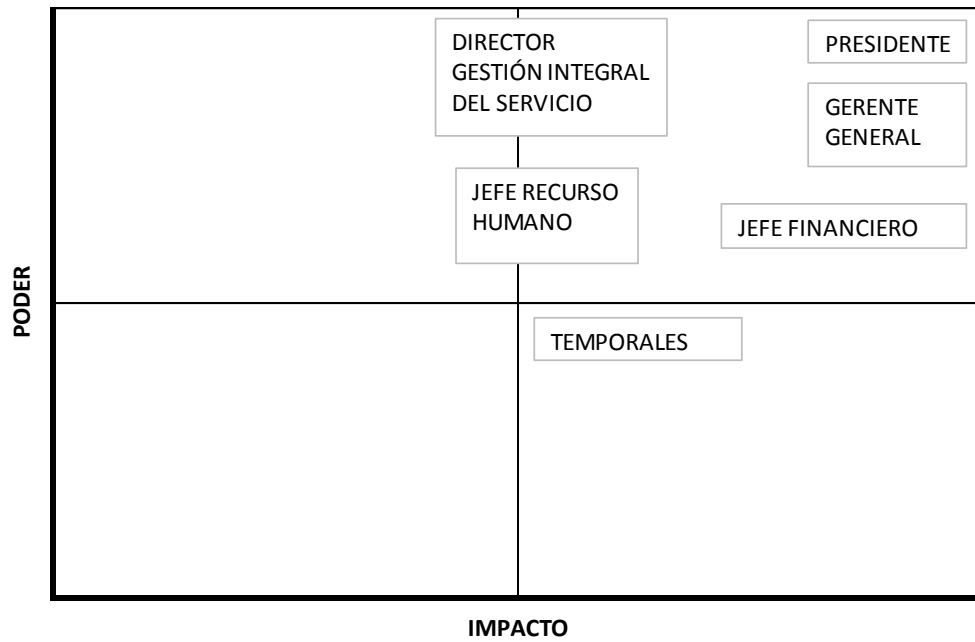 DIRECTOR
GESTIÓN INTEGRAL
DEL SERVICIO
PRESIDENTE
GERENTE
GENERAL
JEFE RECURSO
HUMANO
JEFE FINANCIERO
PODER
TEMPORALES
IMPACTO